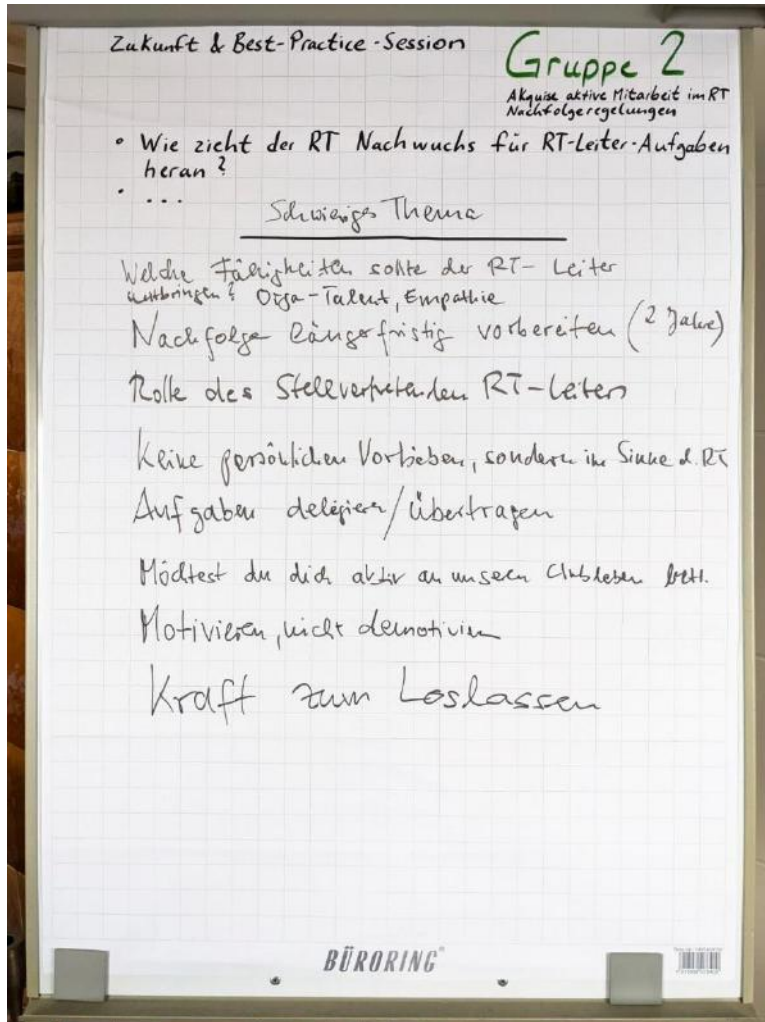 Zukunft & Best-Practice-Session
Gruppe 2
Akquise aktive Mitarbeit im RT
Nachfolgeregelungen
• Wie zieht der RT Nachwuchs für RT-Leiter-Aufgaben
heran?
• ...
Schwieriges Thema
Welche Fähigkeiten sollte der RT-Leiter
mitbringen? Orga-Talent, Empathie
Nachfolge längerfristig vorbereiten (2 Jahre)
Rolle des Stellvertretenden RT-Leiters
Keine persönlichen Vorlieben, sondern im Sinne d. RT
Aufgaben delegieren/übertragen
Möchtest du dich aktiv an unserem Clubleben bett.
Motivieren, nicht demotivieren
Kraft zum Loslassen
BÜRORING